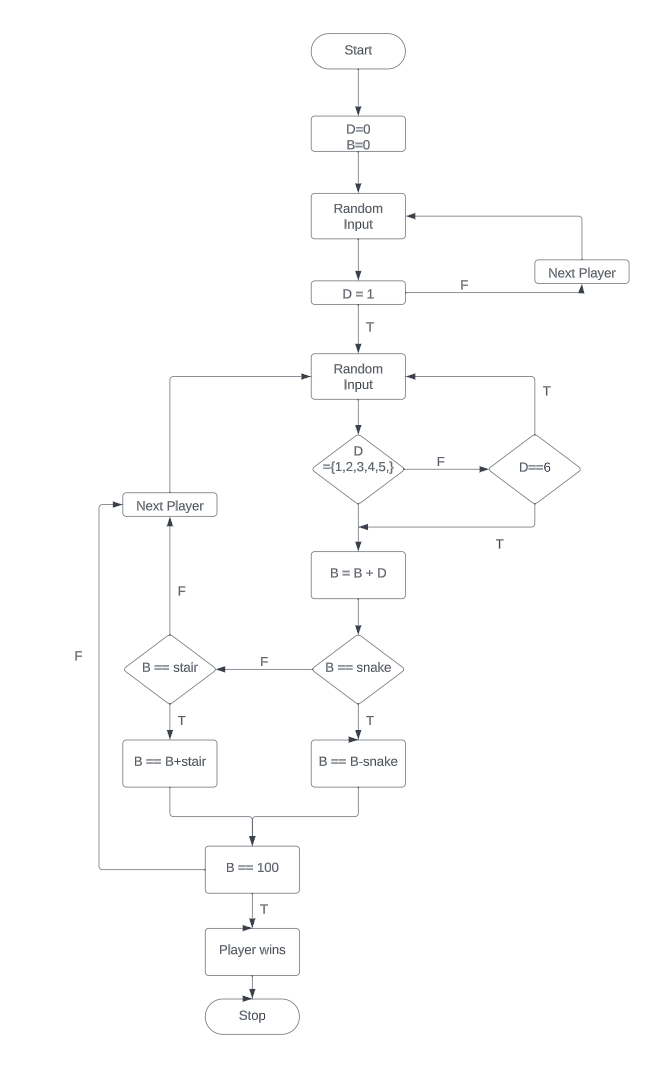 Start
D=0
B=0
Random
Input
Next Player
D = 1
F
T
Random
Input
T
D
={1,2,3,4,5,}
F
D==6
Next Player
T
B = B + D
F
F
B == stair
F
B == snake
T
T
B == B+stair
B == B-snake
B == 100
T
Player wins
Stop